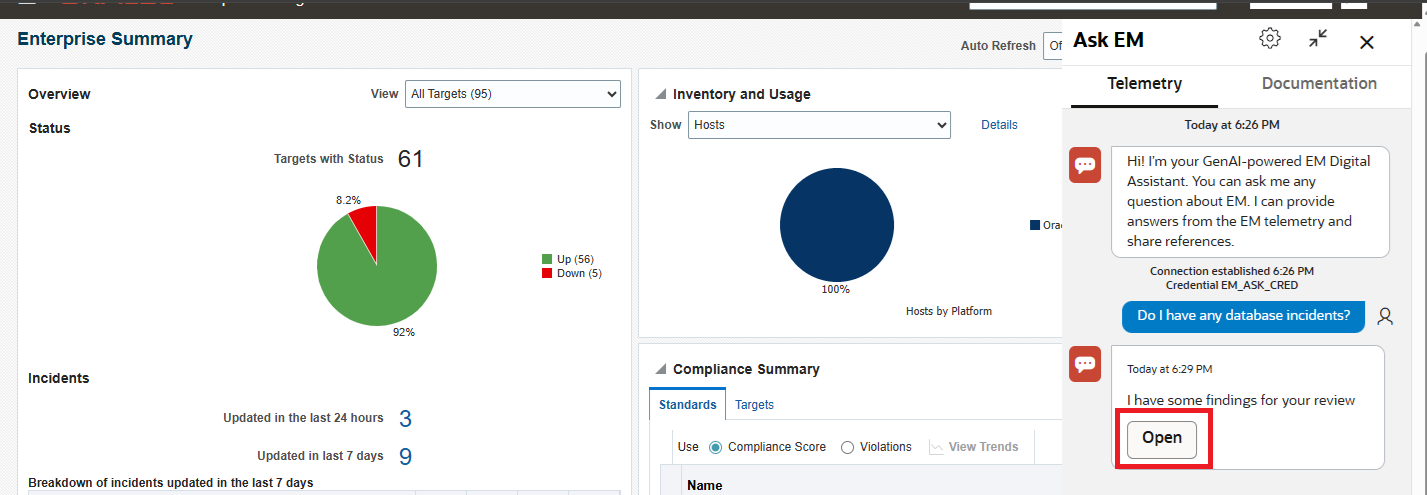 Enterprise Summary
Auto Refresh
Overview
View All Targets (95)
Status
Targets with Status 61
8.2%
Up (56)
Down (5)
92%
Incidents
Updated in the last 24 hours 3
Updated in last 7 days 9
Breakdown of incidents updated in the last 7 days
Inventory and Usage
Show Hosts Details
100%
Hosts by Platform
Compliance Summary
Standards Targets
Use Compliance Score Violations View Trends
Name
Ask EM
Telemetry Documentation
Today at 6:26 PM
Hi! I'm your GenAI-powered EM Digital
Assistant. You can ask me any
question about EM. I can provide
answers from the EM telemetry and
share references.
Connection established 6:26 PM
Credential EM_ASK_CRED
Do I have any database incidents?
Today at 6:29 PM
I have some findings for your review
Open